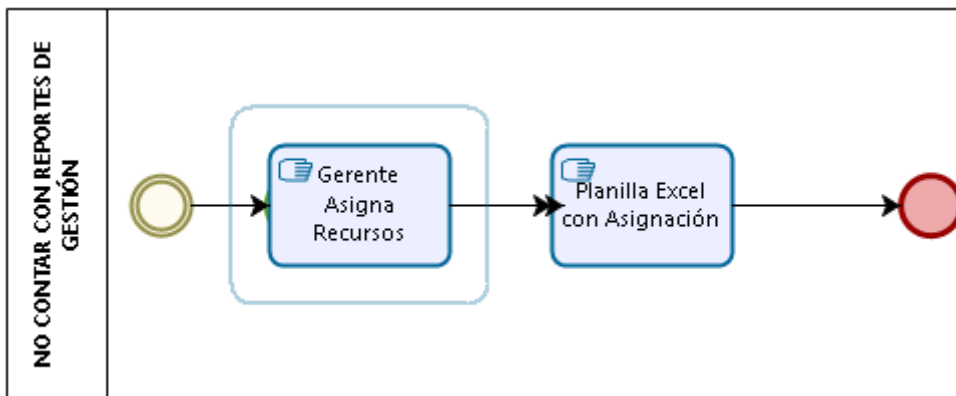 NO CONTAR CON REPORTES DE
GESTIÓN
Gerente
Asigna
Recursos
Planilla Excel
con Asignación